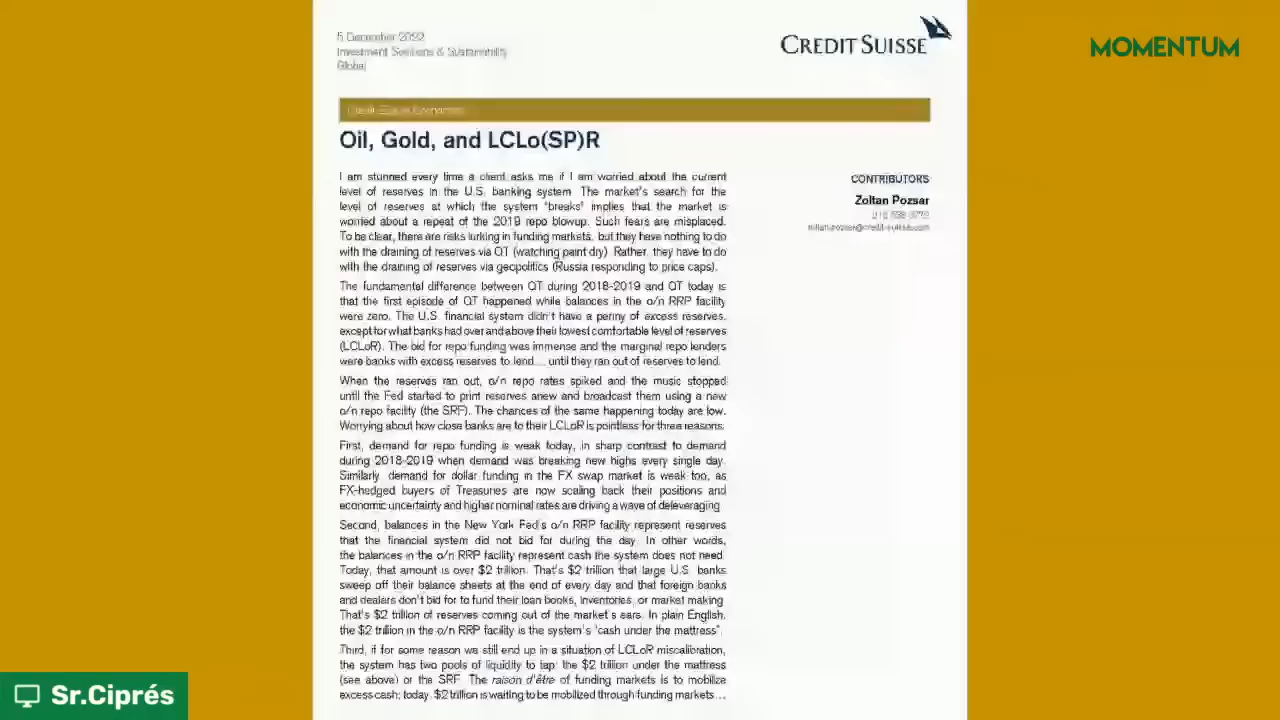 5 December 2022
Investment Solutions & Sustainability
Global
CREDIT SUISSE
MOMENTUM
Credit Suisse Economics
Oil, Gold, and LCLo(SP)R
I am stunned every time a client asks me if I am worried about the current
level of reserves in the U.S. banking system. The market's search for the
level of reserves at which the system "breaks" implies that the market is
worried about a repeat of the 2019 repo blowup. Such fears are misplaced.
To be clear, there are risks lurking in funding markets, but they have nothing to do
with the draining of reserves via QT (watching paint dry). Rather, they have to do
with the draining of reserves via geopolitics (Russia responding to price caps).
The fundamental difference between QT during 2018-2019 and QT today is
that the first episode of QT happened while balances in the o/n RRP facility
were zero. The U.S. financial system didn't have a penny of excess reserves,
except for what banks had over and above their lowest comfortable level of reserves
(LCLoR). The bid for repo funding was immense and the marginal repo lenders
were banks with excess reserves to lend... until they ran out of reserves to lend.
When the reserves ran out, o/n repo rates spiked and the music stopped
until the Fed started to print reserves anew and broadcast them using a new
o/n repo facility (the SRF). The chances of the same happening today are low.
Worrying about how close banks are to their LCLoR is pointless for three reasons.
First, demand for repo funding is weak today, in sharp contrast to demand
during 2018-2019 when demand was breaking new highs every single day.
Similarly, demand for dollar funding in the FX swap market is weak too, as
FX-hedged buyers of Treasuries are now scaling back their positions and
economic uncertainty and higher nominal rates are driving a wave of deleveraging.
Second, balances in the New York Fed's o/n RRP facility represent reserves
that the financial system did not bid for during the day. In other words,
the balances in the o/n RRP facility represent cash the system does not need.
Today, that amount is over $2 trillion. That's $2 trillion that large U.S. banks
sweep off their balance sheets at the end of every day and that foreign banks
and dealers don't bid for to fund their loan books, inventories, or market making.
That's $2 trillion of reserves coming out of the market's ears. In plain English,
the $2 trillion in the o/n RRP facility is the system's "cash under the mattress".
Third, if for some reason we still end up in a situation of LCLoR miscalibration,
the system has two pools of liquidity to tap: the $2 trillion under the mattress
(see above) or the SRF. The raison d'être of funding markets is to mobilize
excess cash; today, $2 trillion is waiting to be mobilized through funding markets...
CONTRIBUTORS
Zoltan Pozsar
Sr.Ciprés